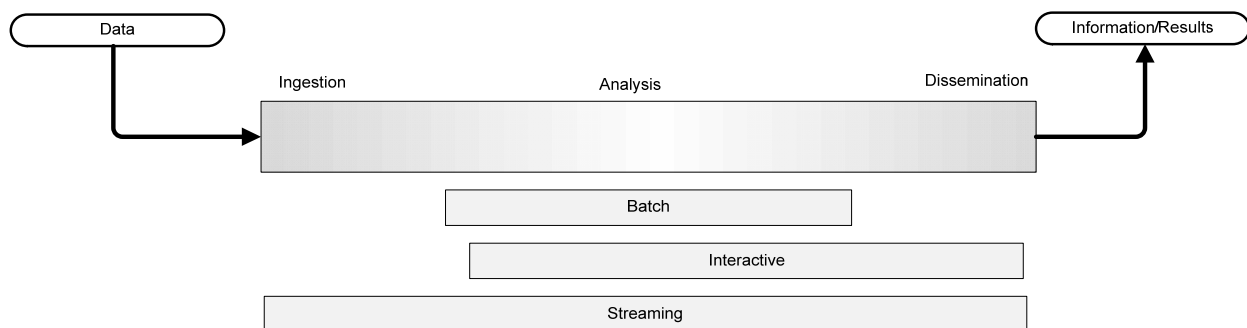 Data
Information/Results
Ingestion
Analysis
Dissemination
Batch
Interactive
Streaming